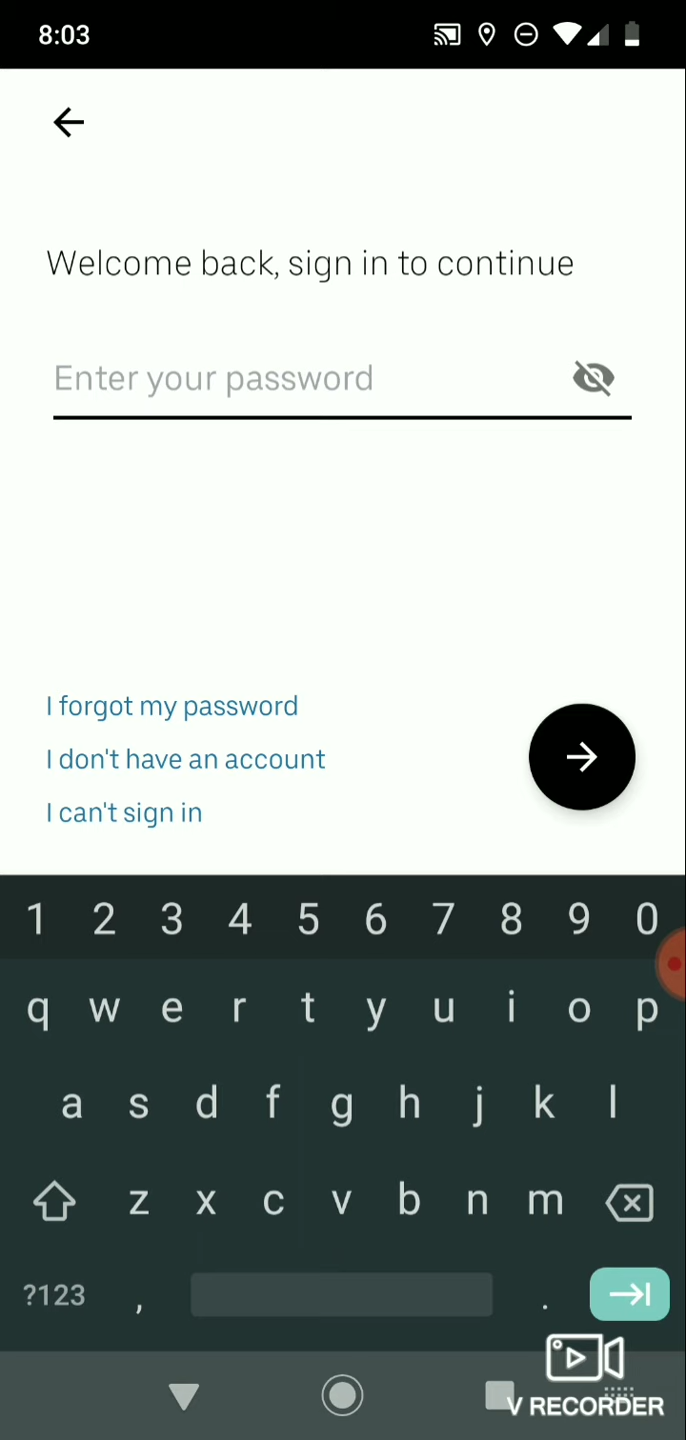 8:03
Welcome back, sign in to continue
Enter your password
I forgot my password
I don't have an account
I can't sign in
1 2 3 4 5 6 7 8 9 0
q w e r t y u i o p
a s d f g h j k l
z x c v b n m
?123 , .
V RECORDER